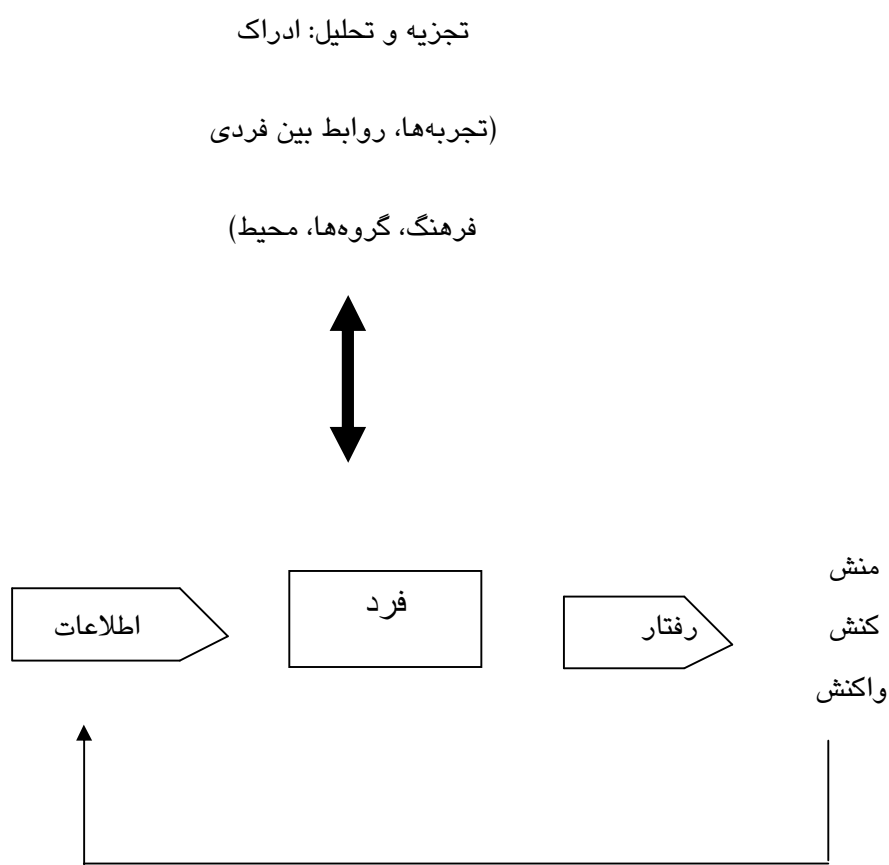 تجزیه و تحلیل: ادراک
(تجربه‌ها، روابط بین فردی
فرهنگ، گروه‌ها، محیط)
اطلاعات
فرد
رفتار
منش
کنش
واکنش